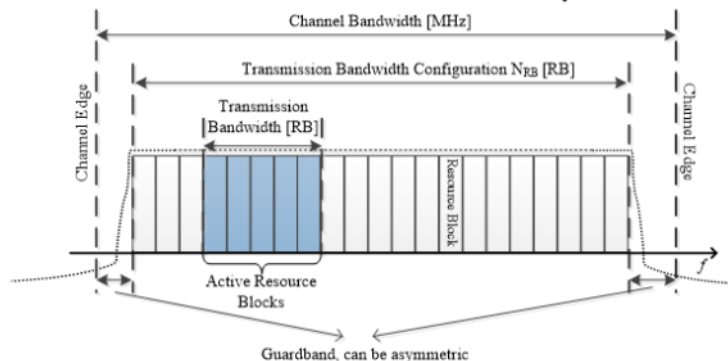 Channel Bandwidth [MHz]
Transmission Bandwidth Configuration N_RB [RB]
Transmission
Bandwidth [RB]
Channel Edge
Channel Edge
Resource Block
f
Active Resource
Blocks
Guardband, can be asymmetric